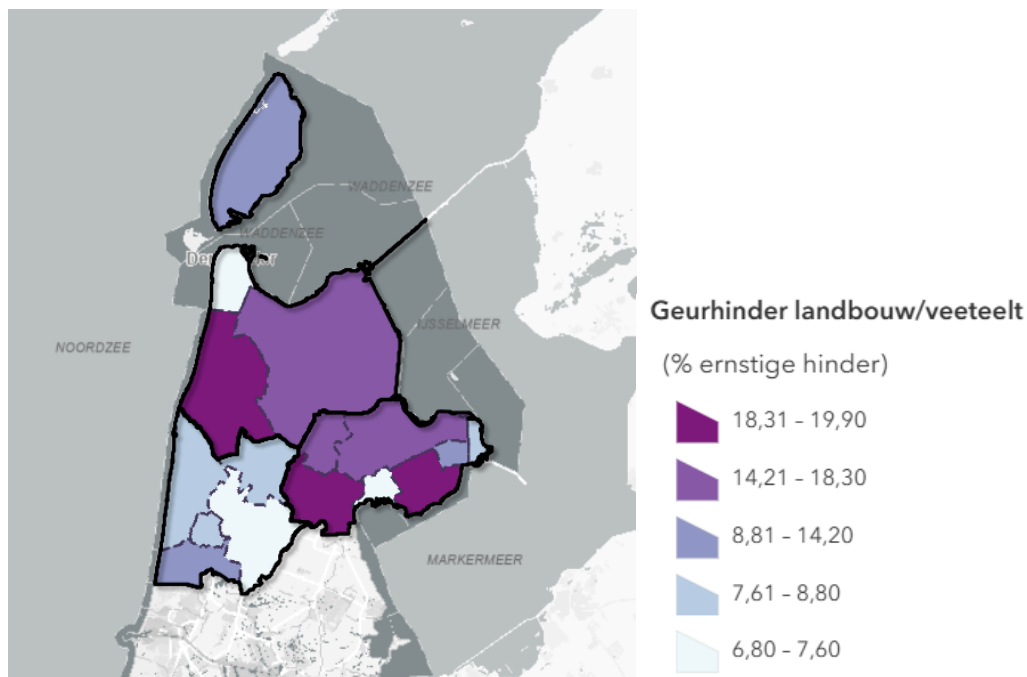 WADDENZEE
WADDENZEE
NOORDZEE
IJSSELMEER
MARKERMEER
Geurhinder landbouw/veeteelt
(% ernstige hinder)
18,31 - 19,90
14,21 - 18,30
8,81 - 14,20
7,61 - 8,80
6,80 - 7,60